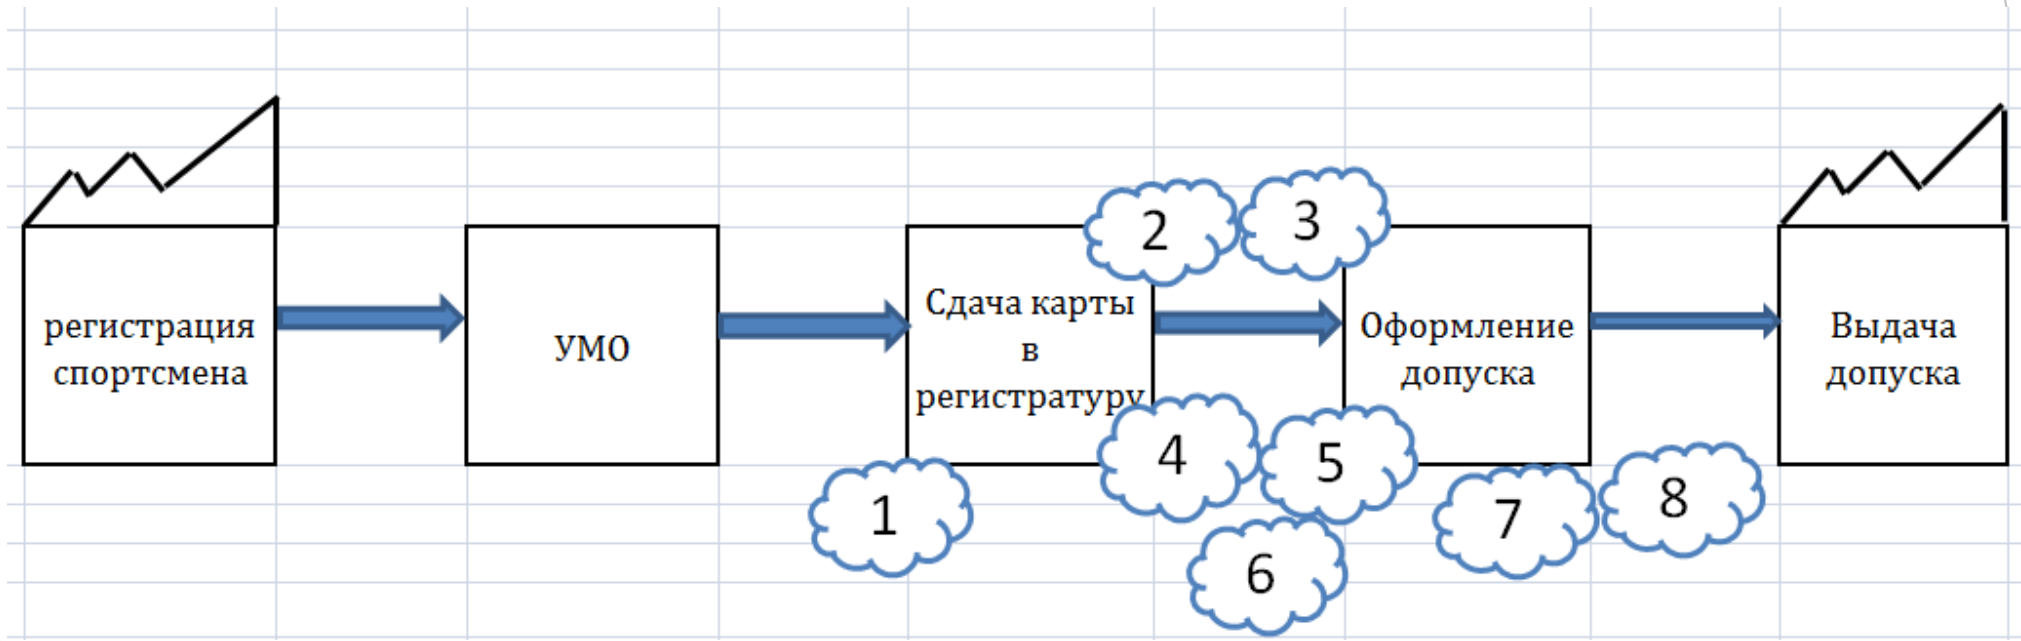 регистрация
спортсмена
УМО
Сдача карты
в
регистратуру
Оформление
допуска
Выдача
допуска
2
3
4
5
1
6
7
8